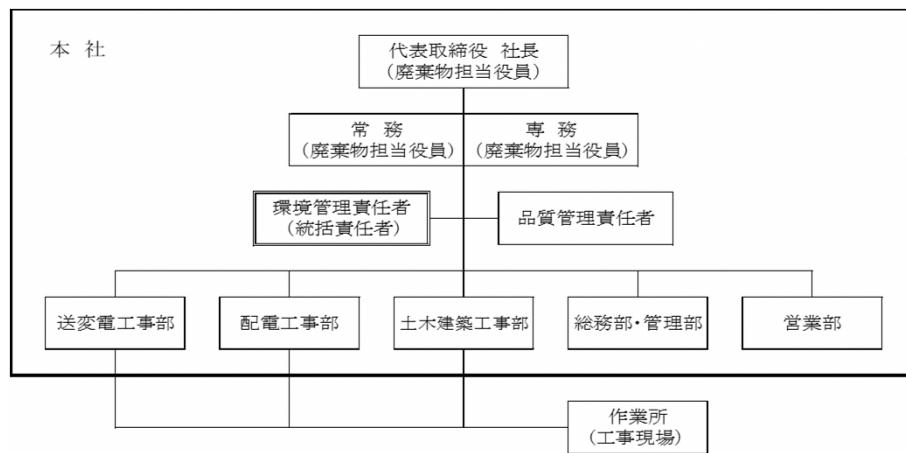 本 社
代表取締役 社長
(廃棄物担当役員)
常 務
(廃棄物担当役員)
専 務
(廃棄物担当役員)
環境管理責任者
(統括責任者)
品質管理責任者
送変電工事部
配電工事部
土木建築工事部
総務部・管理部
営業部
作業所
(工事現場)